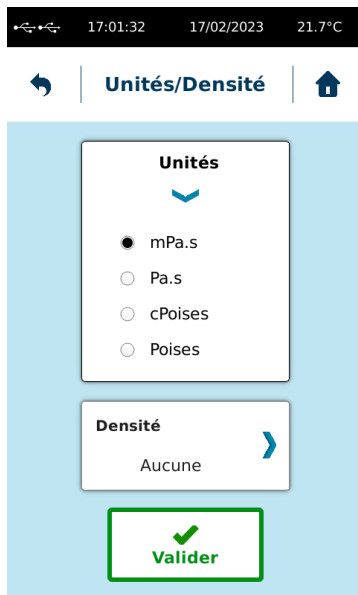 17:01:32 17/02/2023 21.7°C
Unités/Densité
Unités
mPa.s
Pa.s
cPoises
Poises
Densité
Aucune
Valider